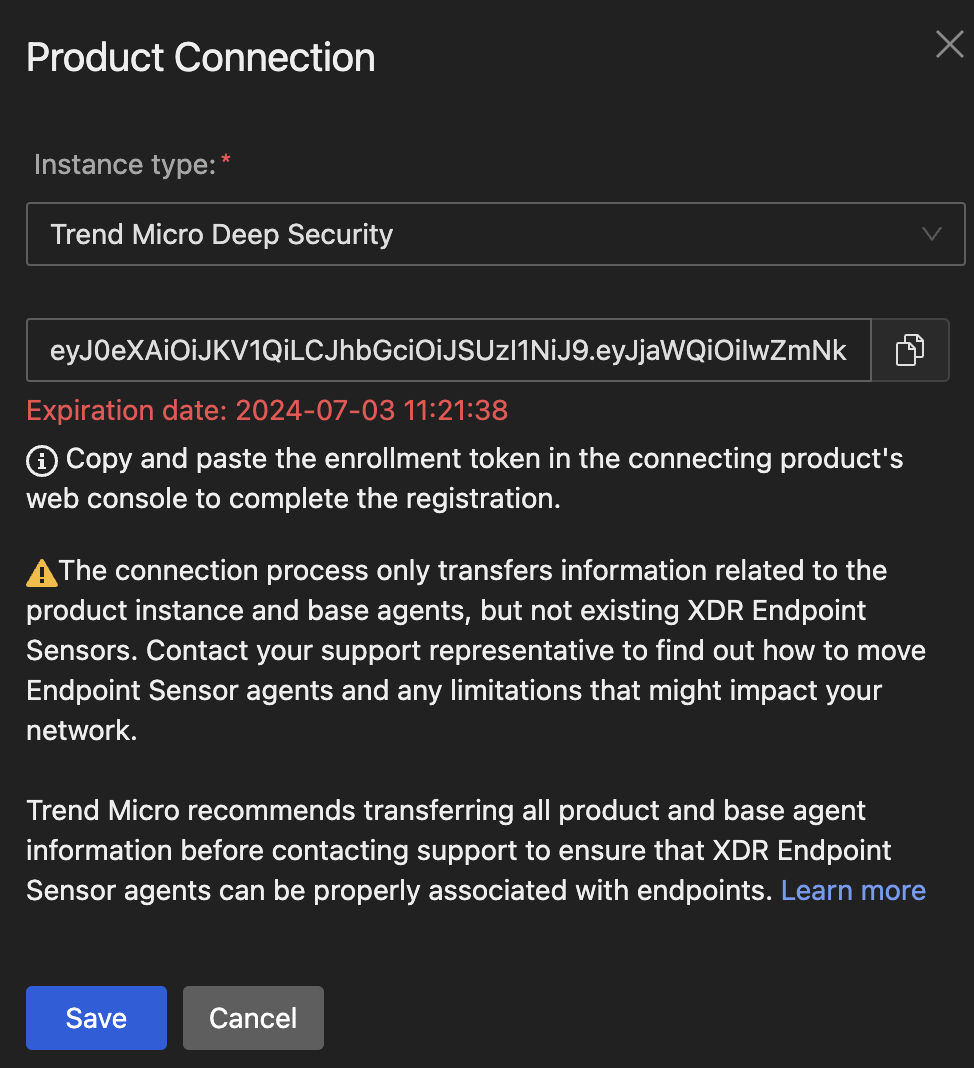 Product Connection
Instance type: *
Trend Micro Deep Security
eyJ0eXAiOiJKV1QiLCJhbGciOiJSUzI1NiJ9.eyJjaWQiOiIwZmNk
Expiration date: 2024-07-03 11:21:38
Copy and paste the enrollment token in the connecting product's
web console to complete the registration.
The connection process only transfers information related to the
product instance and base agents, but not existing XDR Endpoint
Sensors. Contact your support representative to find out how to move
Endpoint Sensor agents and any limitations that might impact your
network.
Trend Micro recommends transferring all product and base agent
information before contacting support to ensure that XDR Endpoint
Sensor agents can be properly associated with endpoints. Learn more
Save
Cancel